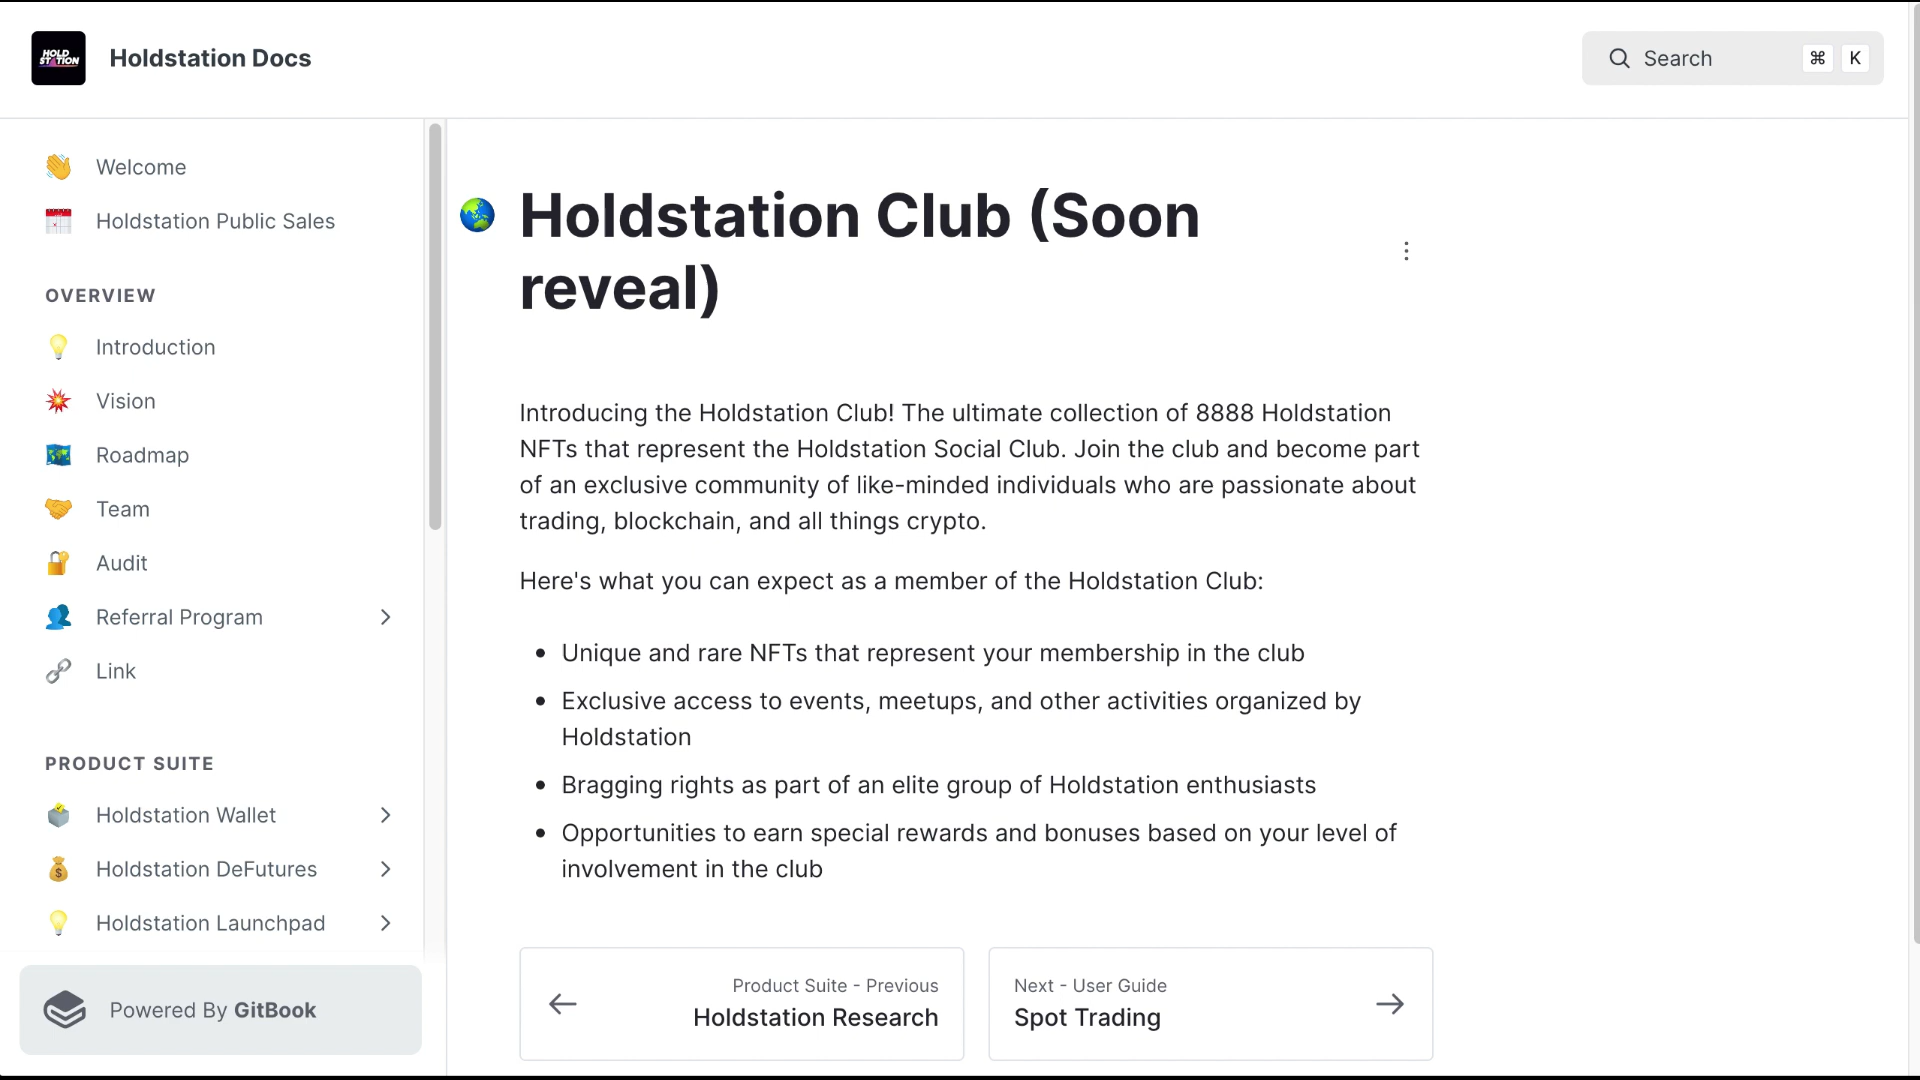 HOLD
STATION
Holdstation Docs
Search
⌘ K
Welcome
Holdstation Public Sales
OVERVIEW
Introduction
Vision
Roadmap
Team
Audit
Referral Program
Link
PRODUCT SUITE
Holdstation Wallet
Holdstation DeFutures
Holdstation Launchpad
Powered By GitBook
Holdstation Club (Soon
reveal)
Introducing the Holdstation Club! The ultimate collection of 8888 Holdstation
NFTs that represent the Holdstation Social Club. Join the club and become part
of an exclusive community of like-minded individuals who are passionate about
trading, blockchain, and all things crypto.
Here's what you can expect as a member of the Holdstation Club:
• Unique and rare NFTs that represent your membership in the club
• Exclusive access to events, meetups, and other activities organized by
Holdstation
• Bragging rights as part of an elite group of Holdstation enthusiasts
• Opportunities to earn special rewards and bonuses based on your level of
involvement in the club
Product Suite - Previous
Holdstation Research
Next - User Guide
Spot Trading